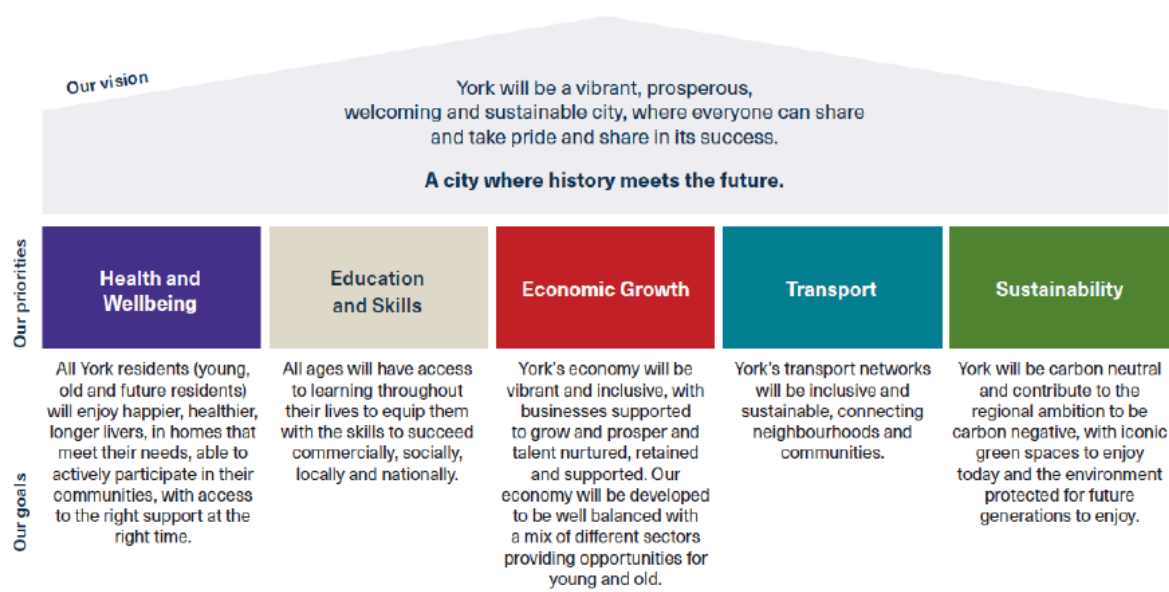 Our vision
York will be a vibrant, prosperous,
welcoming and sustainable city, where everyone can share
and take pride and share in its success.
A city where history meets the future.
Our priorities
Health and
Wellbeing
Education
and Skills
Economic Growth
Transport
Sustainability
Our goals
All York residents (young,
old and future residents)
will enjoy happier, healthier,
longer livers, in homes that
meet their needs, able to
actively participate in their
communities, with access
to the right support at the
right time.
All ages will have access
to learning throughout
their lives to equip them
with the skills to succeed
commercially, socially,
locally and nationally.
York's economy will be
vibrant and inclusive, with
businesses supported
to grow and prosper and
talent nurtured, retained
and supported. Our
economy will be developed
to be well balanced with
a mix of different sectors
providing opportunities for
young and old.
York's transport networks
will be inclusive and
sustainable, connecting
neighbourhoods and
communities.
York will be carbon neutral
and contribute to the
regional ambition to be
carbon negative, with iconic
green spaces to enjoy
today and the environment
protected for future
generations to enjoy.